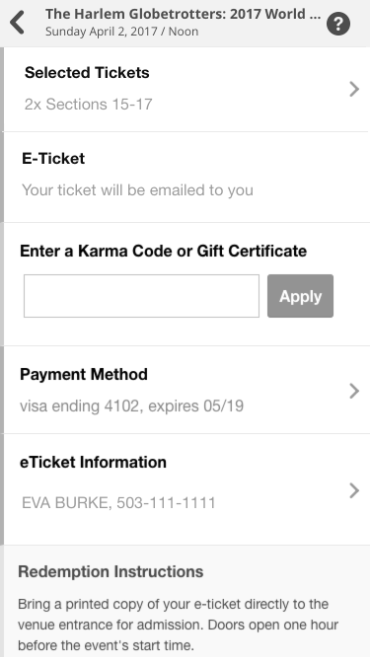 The Harlem Globetrotters: 2017 World ...
?
Sunday April 2, 2017 / Noon
Selected Tickets
2x Sections 15-17
E-Ticket
Your ticket will be emailed to you
Enter a Karma Code or Gift Certificate
Apply
Payment Method
visa ending 4102, expires 05/19
eTicket Information
EVA BURKE, 503-111-1111
Redemption Instructions
Bring a printed copy of your e-ticket directly to the
venue entrance for admission. Doors open one hour
before the event's start time.